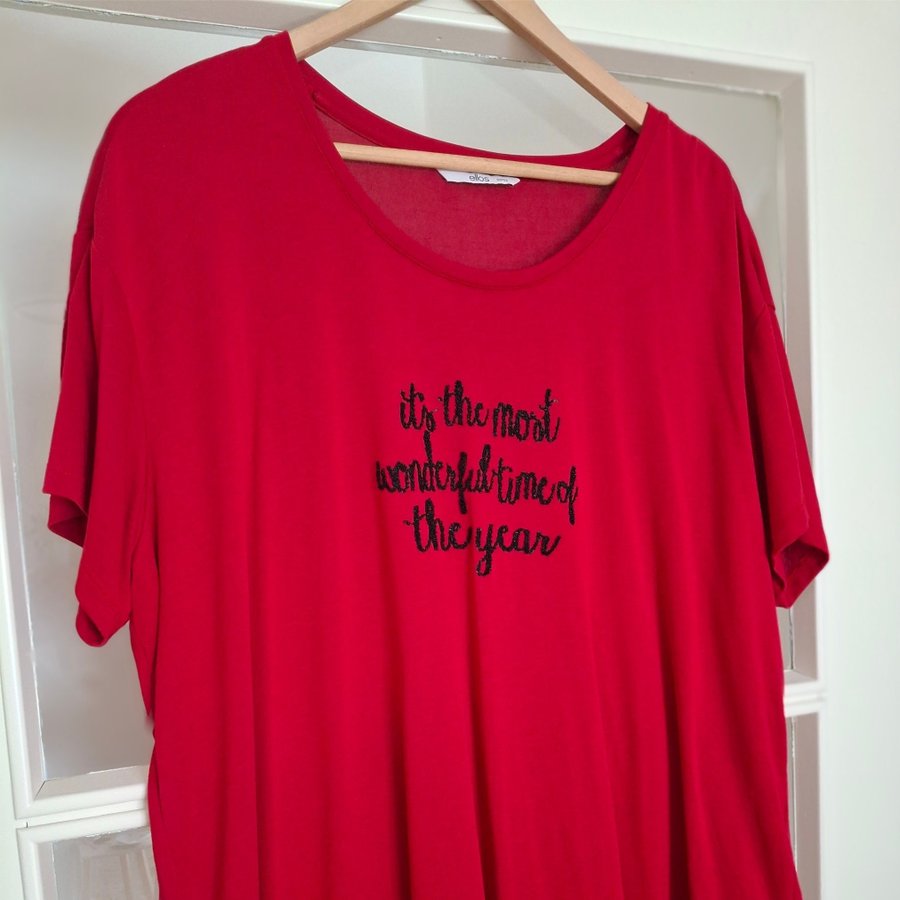 ellos
it's the most
wonderful time of
the year